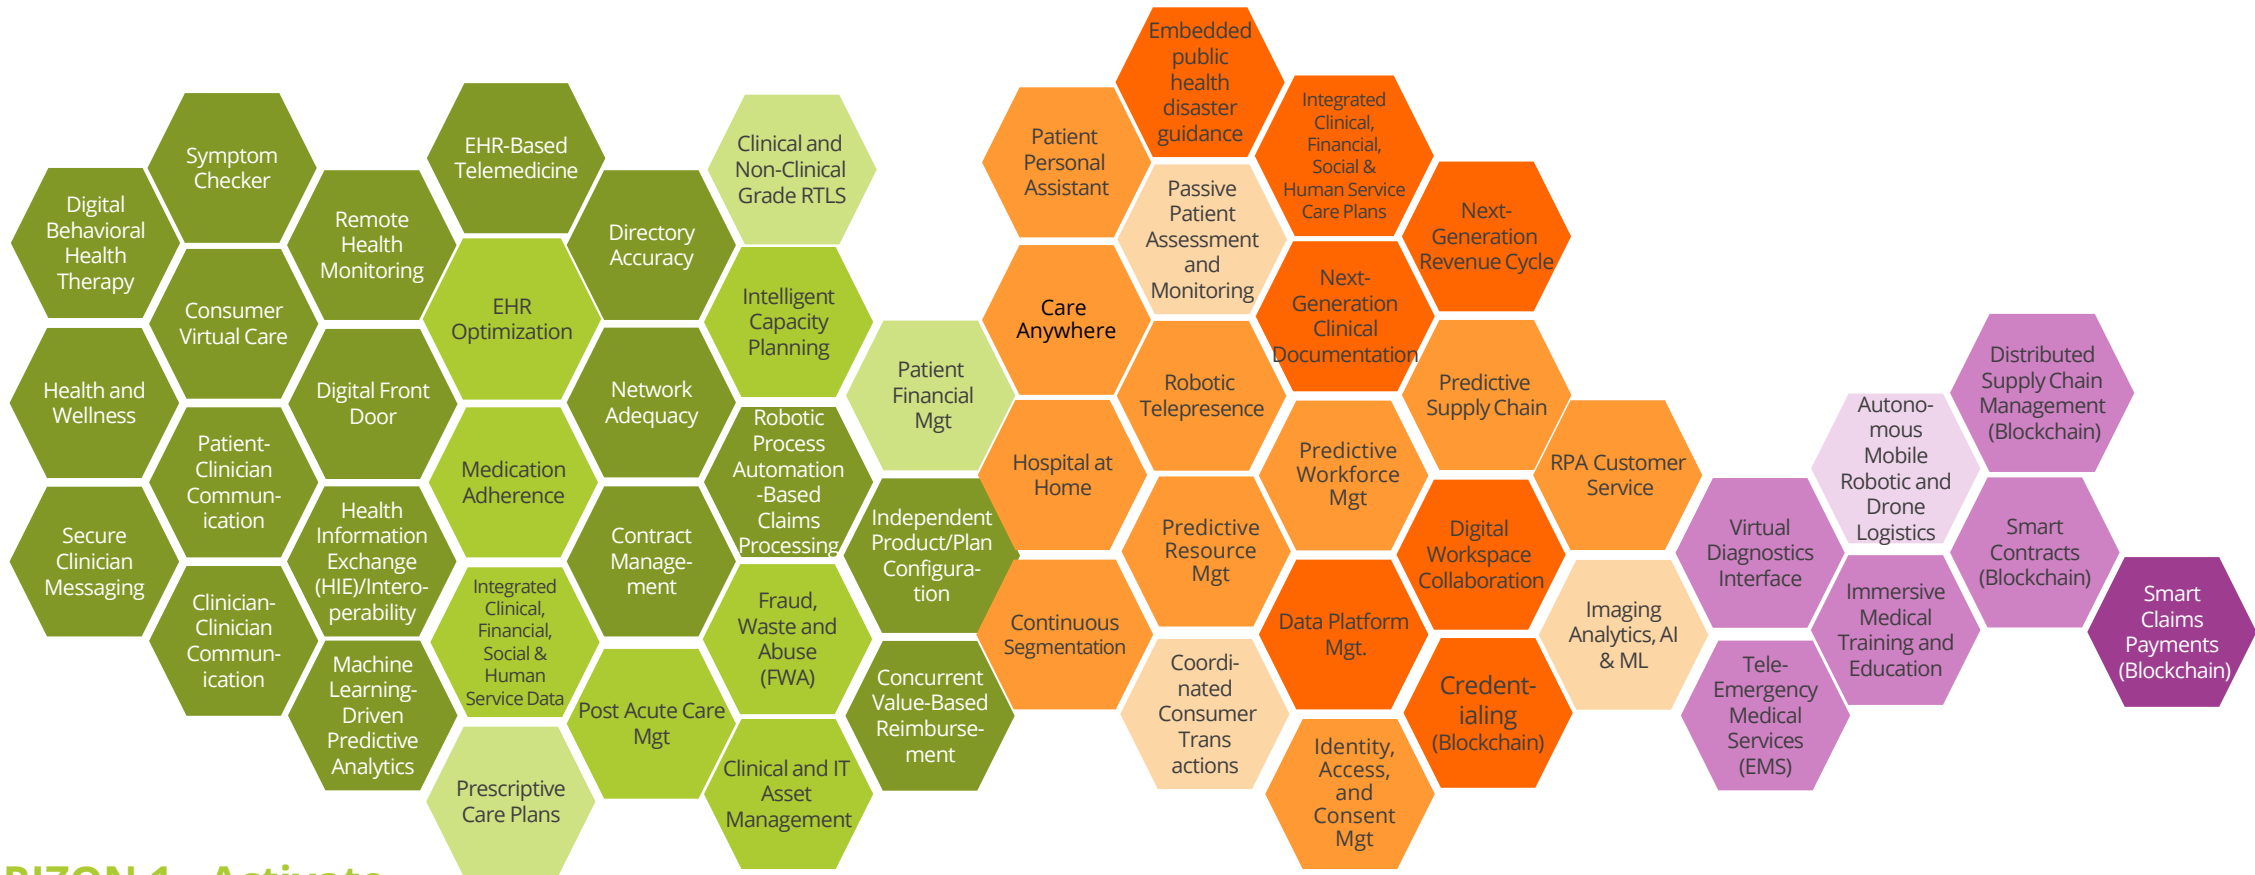 Digital
Behavioral
Health
Therapy
Health and
Wellness
Secure
Clinician
Messaging
Symptom
Checker
Consumer
Virtual Care
Patient-
Clinician
Commun-
ication
Clinician-
Clinician
Commun-
ication
Remote
Health
Monitoring
Digital Front
Door
Health
Information
Exchange
(HIE)/Intero-
perability
Machine
Learning-
Driven
Predictive
Analytics
EHR-Based
Telemedicine
EHR
Optimization
Medication
Adherence
Integrated
Clinical,
Financial,
Social &
Human
Service Data
Prescriptive
Care Plans
Directory
Accuracy
Network
Adequacy
Contract
Manage-
ment
Post Acute Care
Mgt
Clinical and
Non-Clinical
Grade RTLS
Intelligent
Capacity
Planning
Robotic
Process
Automation
-Based
Claims
Processing
Fraud,
Waste and
Abuse
(FWA)
Clinical and IT
Asset
Management
Patient
Financial
Mgt
Independent
Product/Plan
Configura-
tion
Concurrent
Value-Based
Reimburse-
ment
Patient
Personal
Assistant
Care
Anywhere
Hospital at
Home
Continuous
Segmentation
Embedded
public
health
disaster
guidance
Passive
Patient
Assessment
and
Monitoring
Robotic
Telepresence
Predictive
Resource
Mgt
Coordi-
nated
Consumer
Trans
actions
Integrated
Clinical,
Financial,
Social &
Human Service
Care Plans
Next-
Generation
Clinical
Documentation
Predictive
Workforce
Mgt
Data Platform
Mgt.
Identity,
Access,
and
Consent
Mgt
Next-
Generation
Revenue Cycle
Predictive
Supply Chain
Digital
Workspace
Collaboration
Credent-
ialing
(Blockchain)
RPA Customer
Service
Imaging
Analytics, AI
& ML
Virtual
Diagnostics
Interface
Tele-
Emergency
Medical
Services
(EMS)
Autono-
mous
Mobile
Robotic and
Drone
Logistics
Immersive
Medical
Training and
Education
Distributed
Supply Chain
Management
(Blockchain)
Smart
Contracts
(Blockchain)
Smart
Claims
Payments
(Blockchain)
RIZON 1 Activate